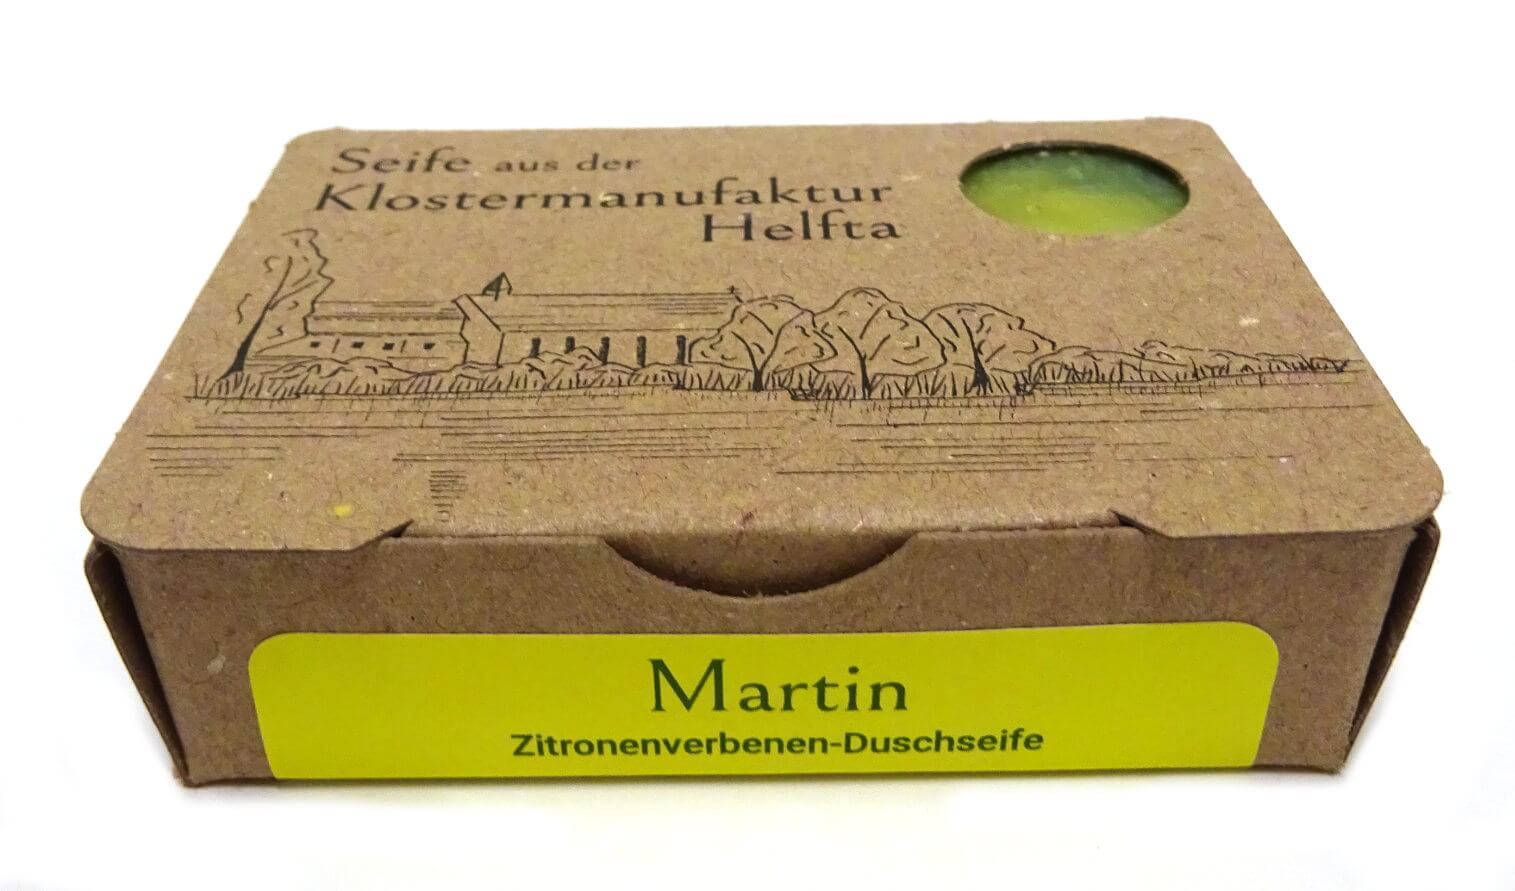 Seife aus der
Klostermanufaktur
Helfta
Martin
Zitronenverbenen-Duschseife